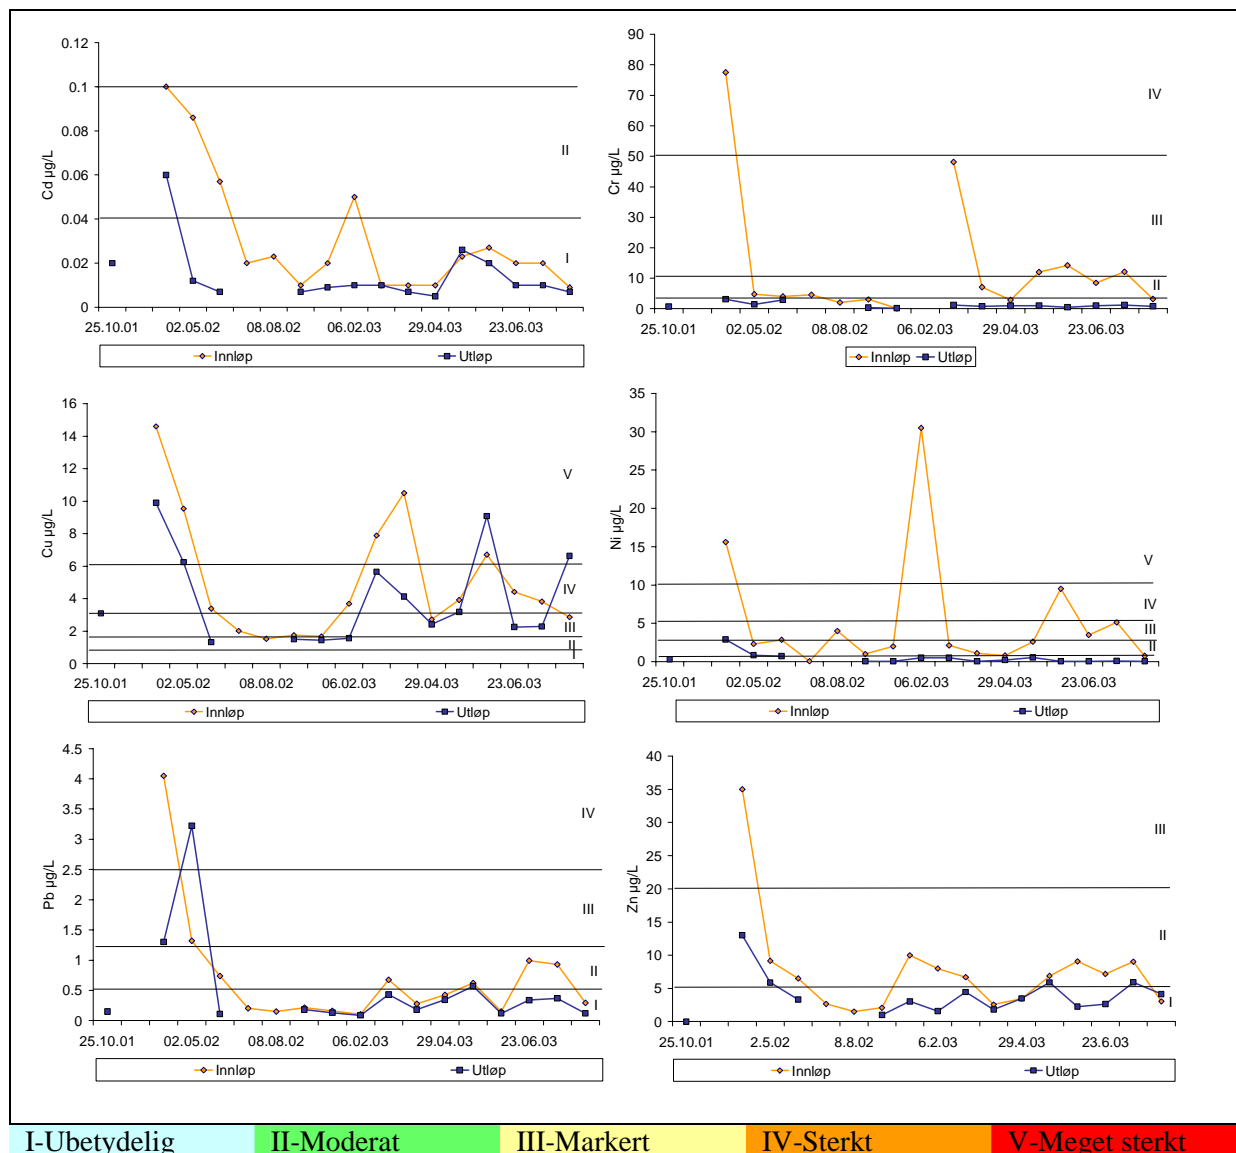 0.12
0.1
0.08
0.06
0.04
0.02
0
Cd µg/L
II
I
25.10.01 02.05.02 08.08.02 06.02.03 29.04.03 23.06.03
Innløp Utløp
90
80
70
60
50
40
30
20
10
0
Cr µg/L
IV
III
II
25.10.01 02.05.02 08.08.02 06.02.03 29.04.03 23.06.03
Innløp Utløp
16
14
12
10
8
6
4
2
0
Cu µg/L
V
IV
III
II
I
25.10.01 02.05.02 08.08.02 06.02.03 29.04.03 23.06.03
Innløp Utløp
35
30
25
20
15
10
5
0
Ni µg/L
V
IV
III
II
25.10.01 02.05.02 08.08.02 06.02.03 29.04.03 23.06.03
Innløp Utløp
4.5
4
3.5
3
2.5
2
1.5
1
0.5
0
Pb µg/L
IV
III
II
I
25.10.01 02.05.02 08.08.02 06.02.03 29.04.03 23.06.03
Innløp Utløp
40
35
30
25
20
15
10
5
0
Zn µg/L
III
II
I
25.10.01 2.5.02 8.8.02 6.2.03 29.4.03 23.6.03
Innløp Utløp
I-Ubetydelig II-Moderat III-Markert IV-Sterkt V-Meget sterkt